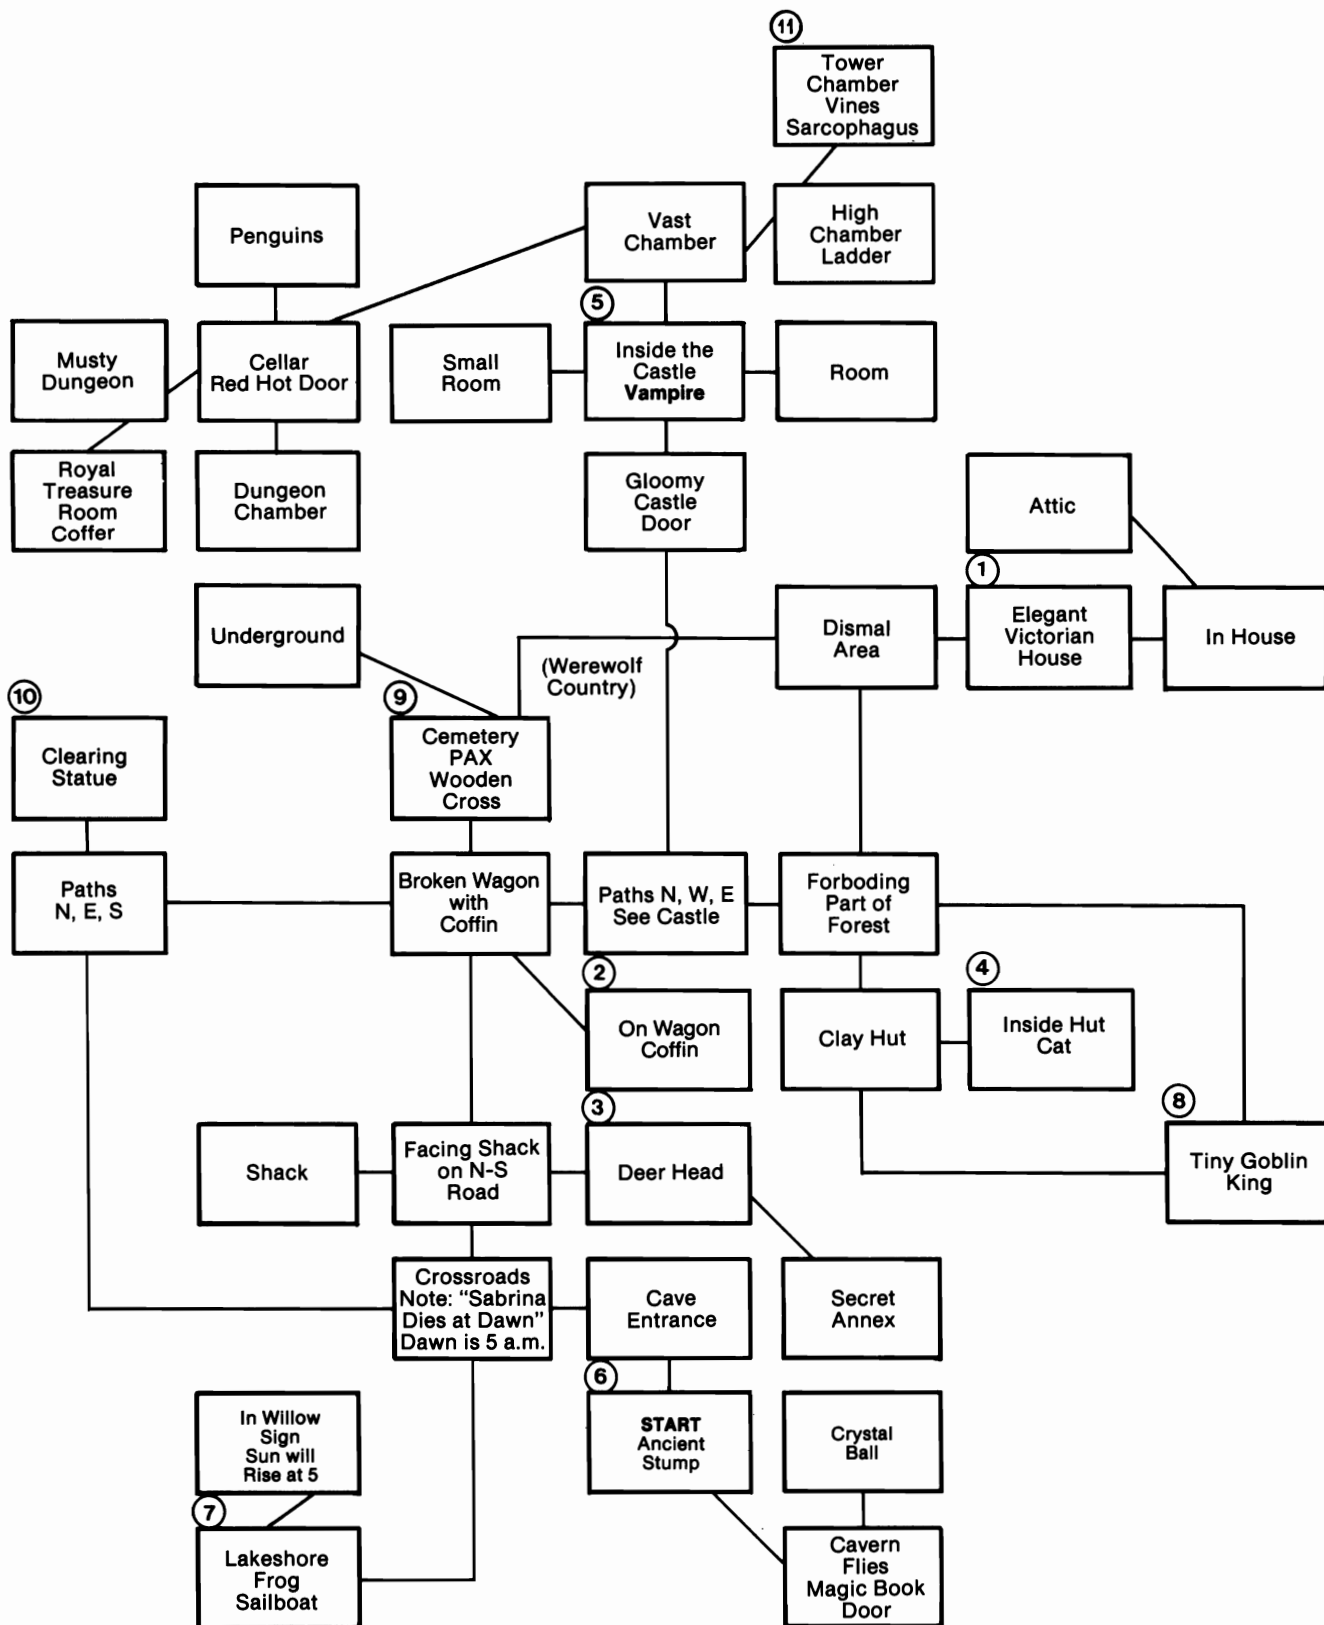 11
Tower
Chamber
Vines
Sarcophagus
Penguins
Vast
Chamber
High
Chamber
Ladder
5
Musty
Dungeon
Cellar
Red Hot Door
Small
Room
Inside the
Castle
Vampire
Room
Royal
Treasure
Room
Coffer
Dungeon
Chamber
Gloomy
Castle
Door
Attic
1
Underground
(Werewolf
Country)
Dismal
Area
Elegant
Victorian
House
In House
10
9
Clearing
Statue
Cemetery
PAX
Wooden
Cross
Paths
N, E, S
Broken Wagon
with
Coffin
Paths N, W, E
See Castle
Forboding
Part of
Forest
2
4
On Wagon
Coffin
Clay Hut
Inside Hut
Cat
3
8
Shack
Facing Shack
on N-S
Road
Deer Head
Tiny Goblin
King
Crossroads
Note: “Sabrina
Dies at Dawn”
Dawn is 5 a.m.
Cave
Entrance
Secret
Annex
6
In Willow
Sign
Sun will
Rise at 5
START
Ancient
Stump
Crystal
Ball
7
Lakeshore
Frog
Sailboat
Cavern
Flies
Magic Book
Door